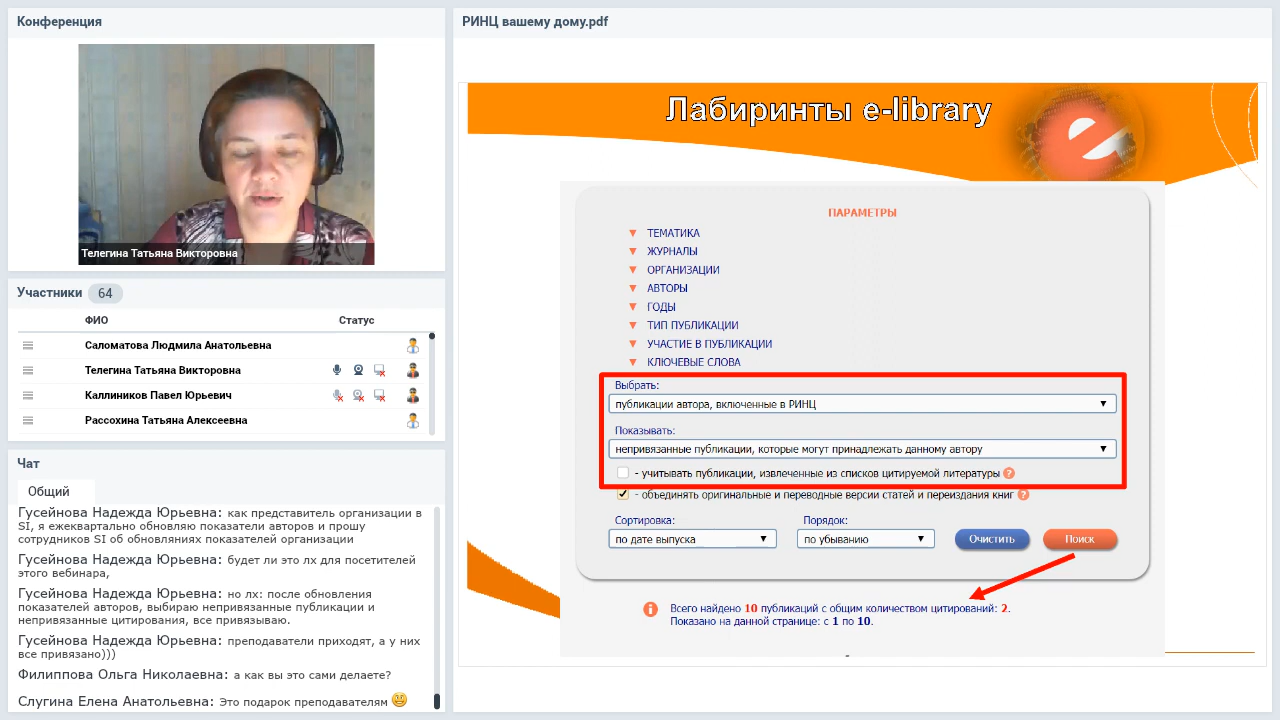 Конференция
Телегина Татьяна Викторовна
Участники 64
ФИО Статус
Саломатова Людмила Анатольевна
Телегина Татьяна Викторовна
Каллиников Павел Юрьевич
Рассохина Татьяна Алексеевна
Чат
Общий
Гусейнова Надежда Юрьевна: как представитель организации в
SI, я ежеквартально обновляю показатели авторов и прошу
сотрудников SI об обновляниях показателей организации
Гусейнова Надежда Юрьевна: будет ли это лх для посетителей
этого вебинара,
Гусейнова Надежда Юрьевна: но лх: после обновления
показателей авторов, выбираю непривязанные публикации и
непривязанные цитирования, все привязываю.
Гусейнова Надежда Юрьевна: преподаватели приходят, а у них
все привязано)))
Филиппова Ольга Николаевна: а как вы это сами делаете?
Слугина Елена Анатольевна: Это подарок преподавателям
РИНЦ вашему дому.pdf
Лабиринты e-library
ПАРАМЕТРЫ
ТЕМАТИКА
ЖУРНАЛЫ
ОРГАНИЗАЦИИ
АВТОРЫ
ГОДЫ
ТИП ПУБЛИКАЦИИ
УЧАСТИЕ В ПУБЛИКАЦИИ
КЛЮЧЕВЫЕ СЛОВА
Выбрать:
публикации автора, включенные в РИНЦ
Показывать:
непривязанные публикации, которые могут принадлежать данному автору
- учитывать публикации, извлеченные из списков цитируемой литературы ?
- объединять оригинальные и переводные версии статей и переиздания книг ?
Сортировка: Порядок:
по дате выпуска по убыванию Очистить Поиск
Всего найдено 10 публикаций с общим количеством цитирований: 2.
Показано на данной странице: с 1 по 10.